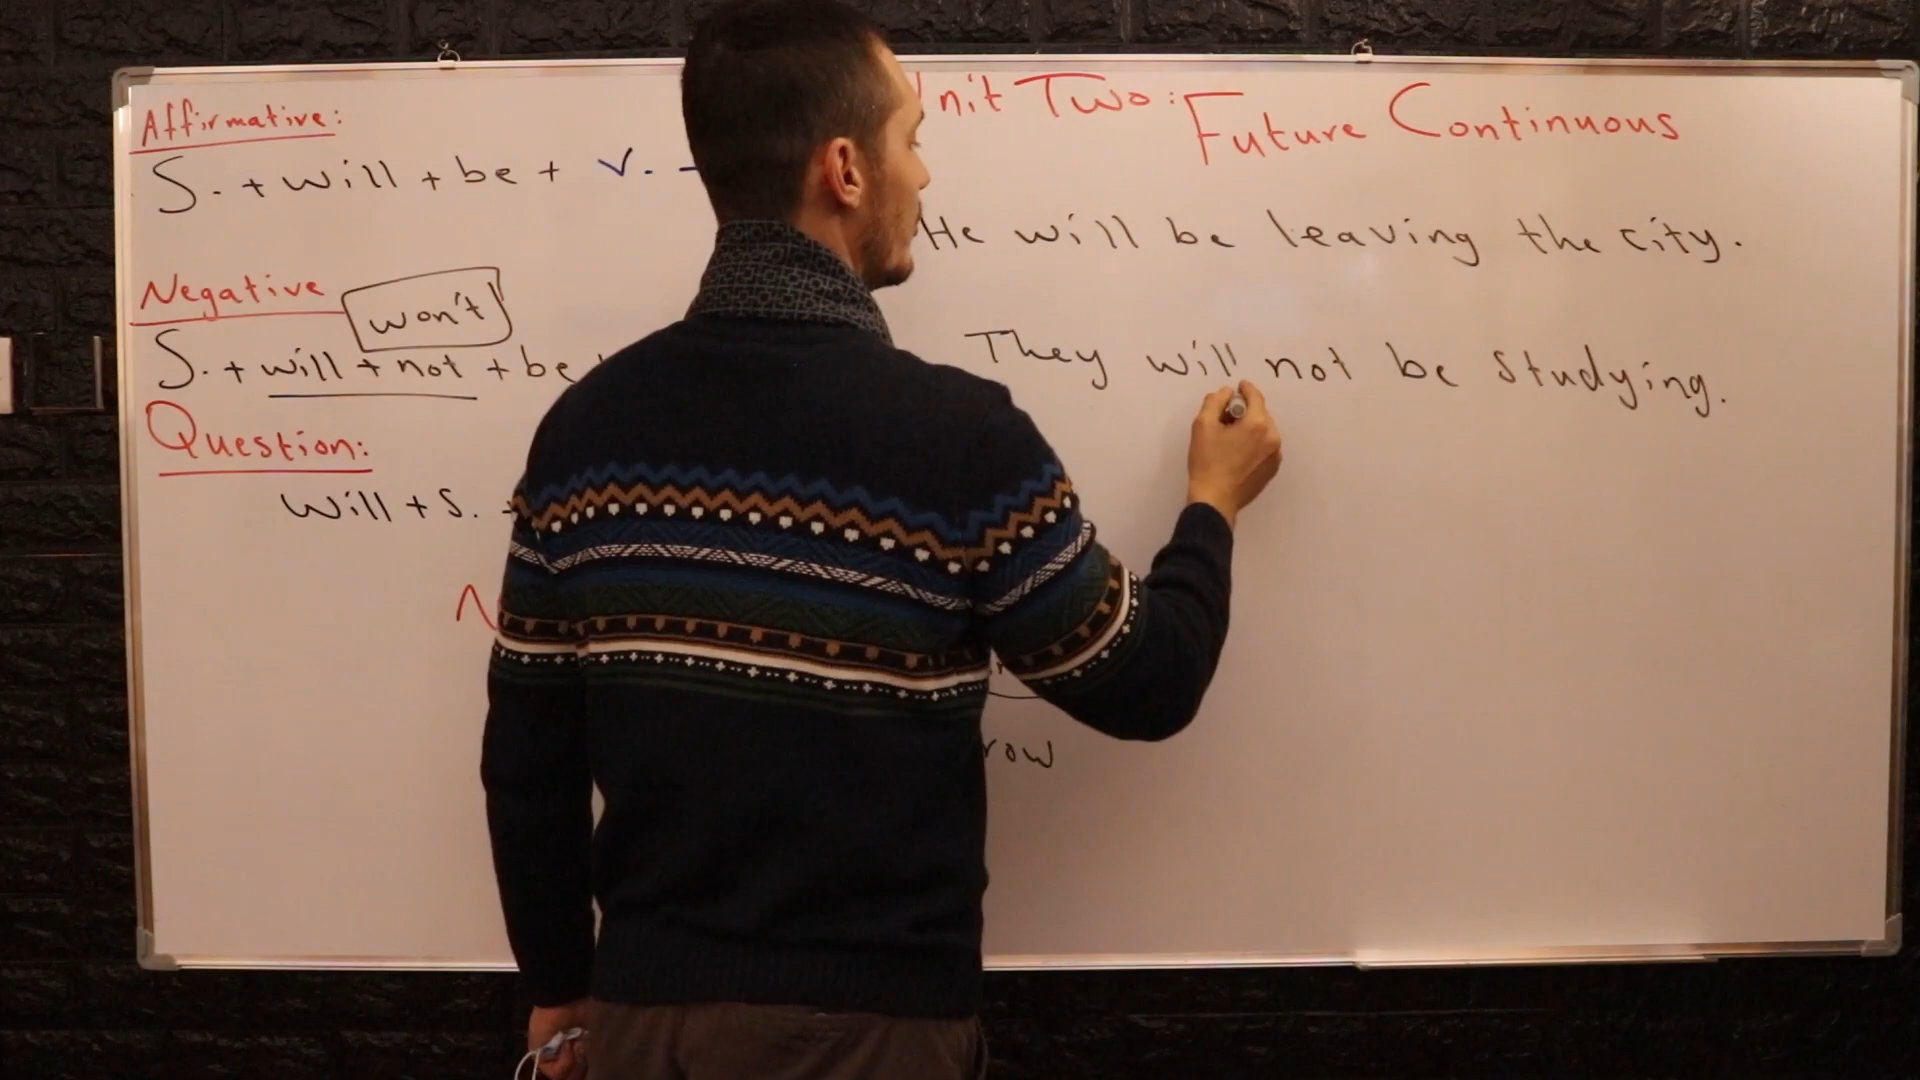 Affirmative:
S. + will + be + v. -
Negative
won't
S. + will + not + be
Question:
Will + S.
Unit Two: Future Continuous
He will be leaving the city.
They will not be studying.